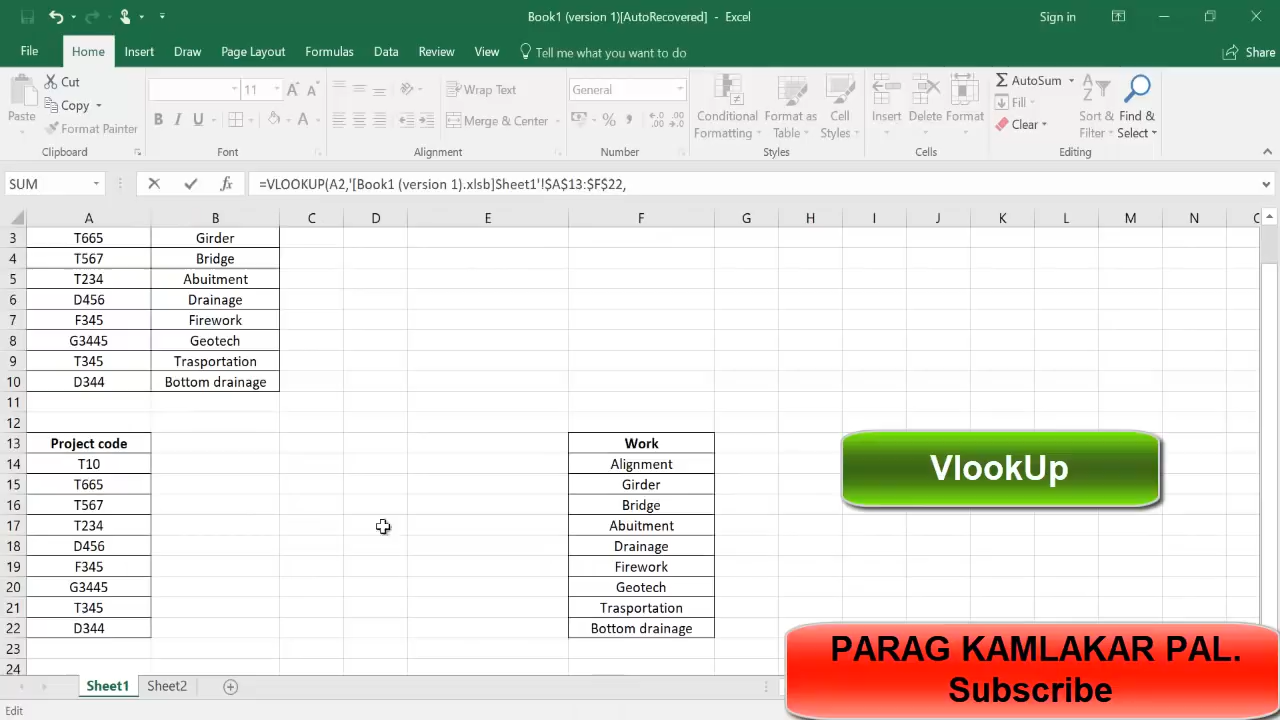 Book1 (version 1)[AutoRecovered] - Excel
Sign in
File Home Insert Draw Page Layout Formulas Data Review View Tell me what you want to do Share
Paste
Cut
Copy
Format Painter
Clipboard
11
B I U
Font
Wrap Text
Merge & Center
Alignment
General
Number
Conditional Formatting
Format as Table
Cell Styles
Styles
Insert Delete Format
Cells
AutoSum
Fill
Clear
Sort & Filter
Find & Select
Editing
SUM
fx
=VLOOKUP(A2,'[Book1 (version 1).xlsb]Sheet1'!$A$13:$F$22,
A B C D E F G H I J K L M N C
3 T665 Girder
4 T567 Bridge
5 T234 Abuitment
6 D456 Drainage
7 F345 Firework
8 G3445 Geotech
9 T345 Trasportation
10 D344 Bottom drainage
11
12
13 Project code Work
14 T10 Alignment
15 T665 Girder
16 T567 Bridge
17 T234 Abuitment
18 D456 Drainage
19 F345 Firework
20 G3445 Geotech
21 T345 Trasportation
22 D344 Bottom drainage
23
24
VlookUp
PARAG KAMLAKAR PAL.
Subscribe
Sheet1 Sheet2
Edit